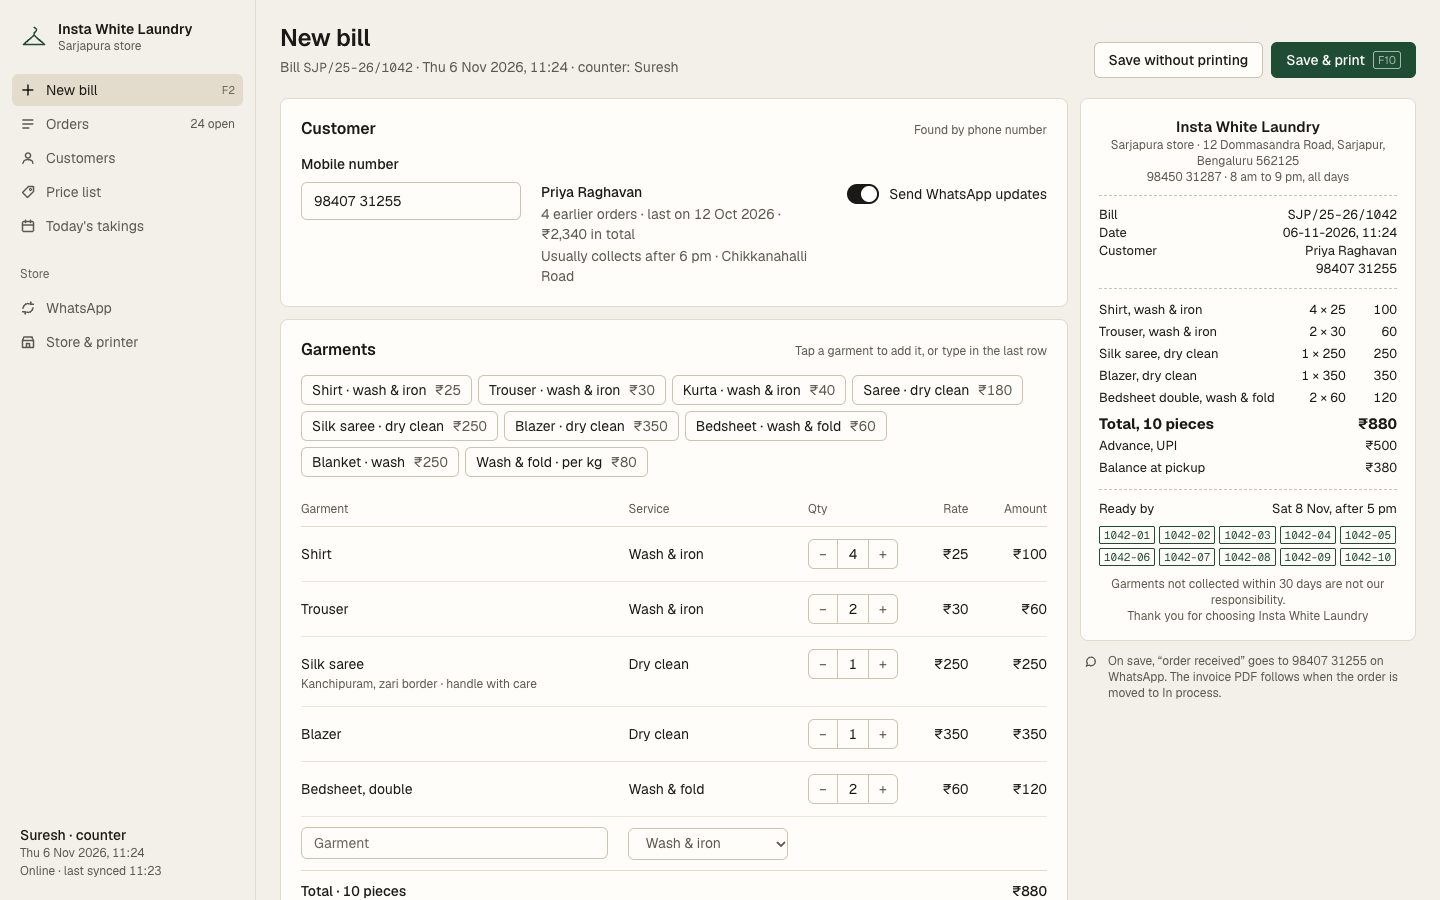 Insta White Laundry
Sarjapura store
New bill F2
Orders 24 open
Customers
Price list
Today's takings
Store
WhatsApp
Store & printer
Suresh · counter
Thu 6 Nov 2026, 11:24
Online · last synced 11:23
New bill
Bill SJP/25-26/1042 · Thu 6 Nov 2026, 11:24 · counter: Suresh
Save without printing
Save & print F10
Customer
Found by phone number
Mobile number
98407 31255
Priya Raghavan
4 earlier orders · last on 12 Oct 2026 ·
₹2,340 in total
Usually collects after 6 pm · Chikkanahalli
Road
Send WhatsApp updates
Garments
Tap a garment to add it, or type in the last row
Shirt · wash & iron ₹25
Trouser · wash & iron ₹30
Kurta · wash & iron ₹40
Saree · dry clean ₹180
Silk saree · dry clean ₹250
Blazer · dry clean ₹350
Bedsheet · wash & fold ₹60
Blanket · wash ₹250
Wash & fold · per kg ₹80
Garment Service Qty Rate Amount
Shirt Wash & iron − 4 + ₹25 ₹100
Trouser Wash & iron − 2 + ₹30 ₹60
Silk saree Dry clean − 1 + ₹250 ₹250
Kanchipuram, zari border · handle with care
Blazer Dry clean − 1 + ₹350 ₹350
Bedsheet, double Wash & fold − 2 + ₹60 ₹120
Garment Wash & iron
Total · 10 pieces ₹880
Insta White Laundry
Sarjapura store · 12 Dommasandra Road, Sarjapur,
Bengaluru 562125
98450 31287 · 8 am to 9 pm, all days
Bill SJP/25-26/1042
Date 06-11-2026, 11:24
Customer Priya Raghavan
98407 31255
Shirt, wash & iron 4 × 25 100
Trouser, wash & iron 2 × 30 60
Silk saree, dry clean 1 × 250 250
Blazer, dry clean 1 × 350 350
Bedsheet double, wash & fold 2 × 60 120
Total, 10 pieces ₹880
Advance, UPI ₹500
Balance at pickup ₹380
Ready by Sat 8 Nov, after 5 pm
1042-01 1042-02 1042-03 1042-04 1042-05
1042-06 1042-07 1042-08 1042-09 1042-10
Garments not collected within 30 days are not our
responsibility.
Thank you for choosing Insta White Laundry
On save, “order received” goes to 98407 31255 on
WhatsApp. The invoice PDF follows when the order is
moved to In process.